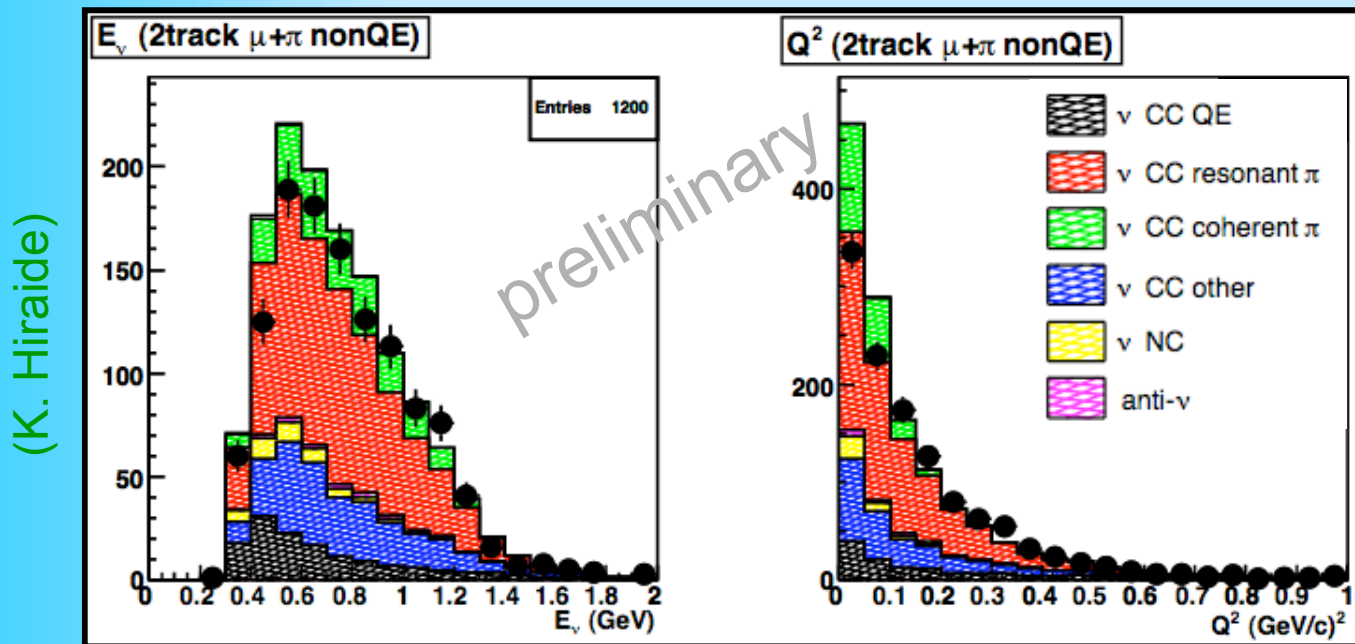 (K. Hiraide)
E_ν (2track μ+π nonQE)
Entries 1200
200
150
100
50
0
0 0.2 0.4 0.6 0.8 1 1.2 1.4 1.6 1.8 2
E_ν (GeV)
preliminary
Q² (2track μ+π nonQE)
ν CC QE
ν CC resonant π
ν CC coherent π
ν CC other
ν NC
anti-ν
400
200
0
0 0.1 0.2 0.3 0.4 0.5 0.6 0.7 0.8 0.9 1
Q² (GeV/c)²